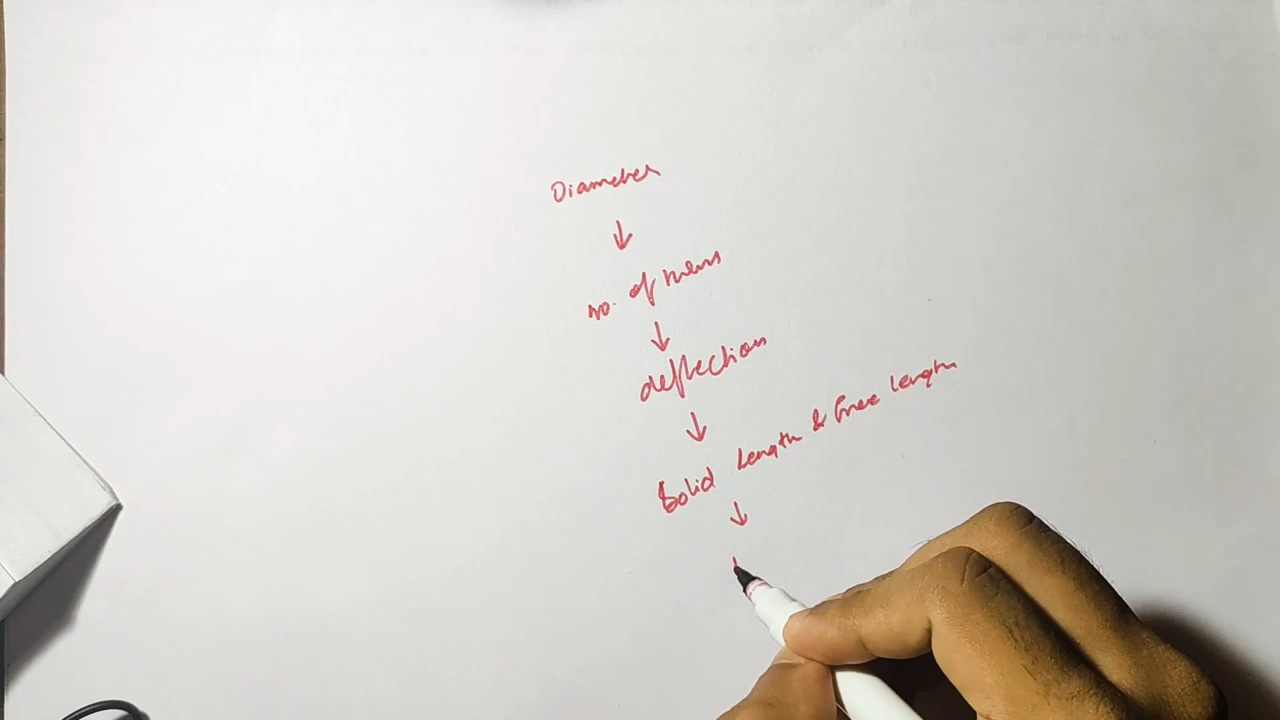 Diameter
↓
no. of turns
↓
deflection
↓
Solid Length & Free Length
↓